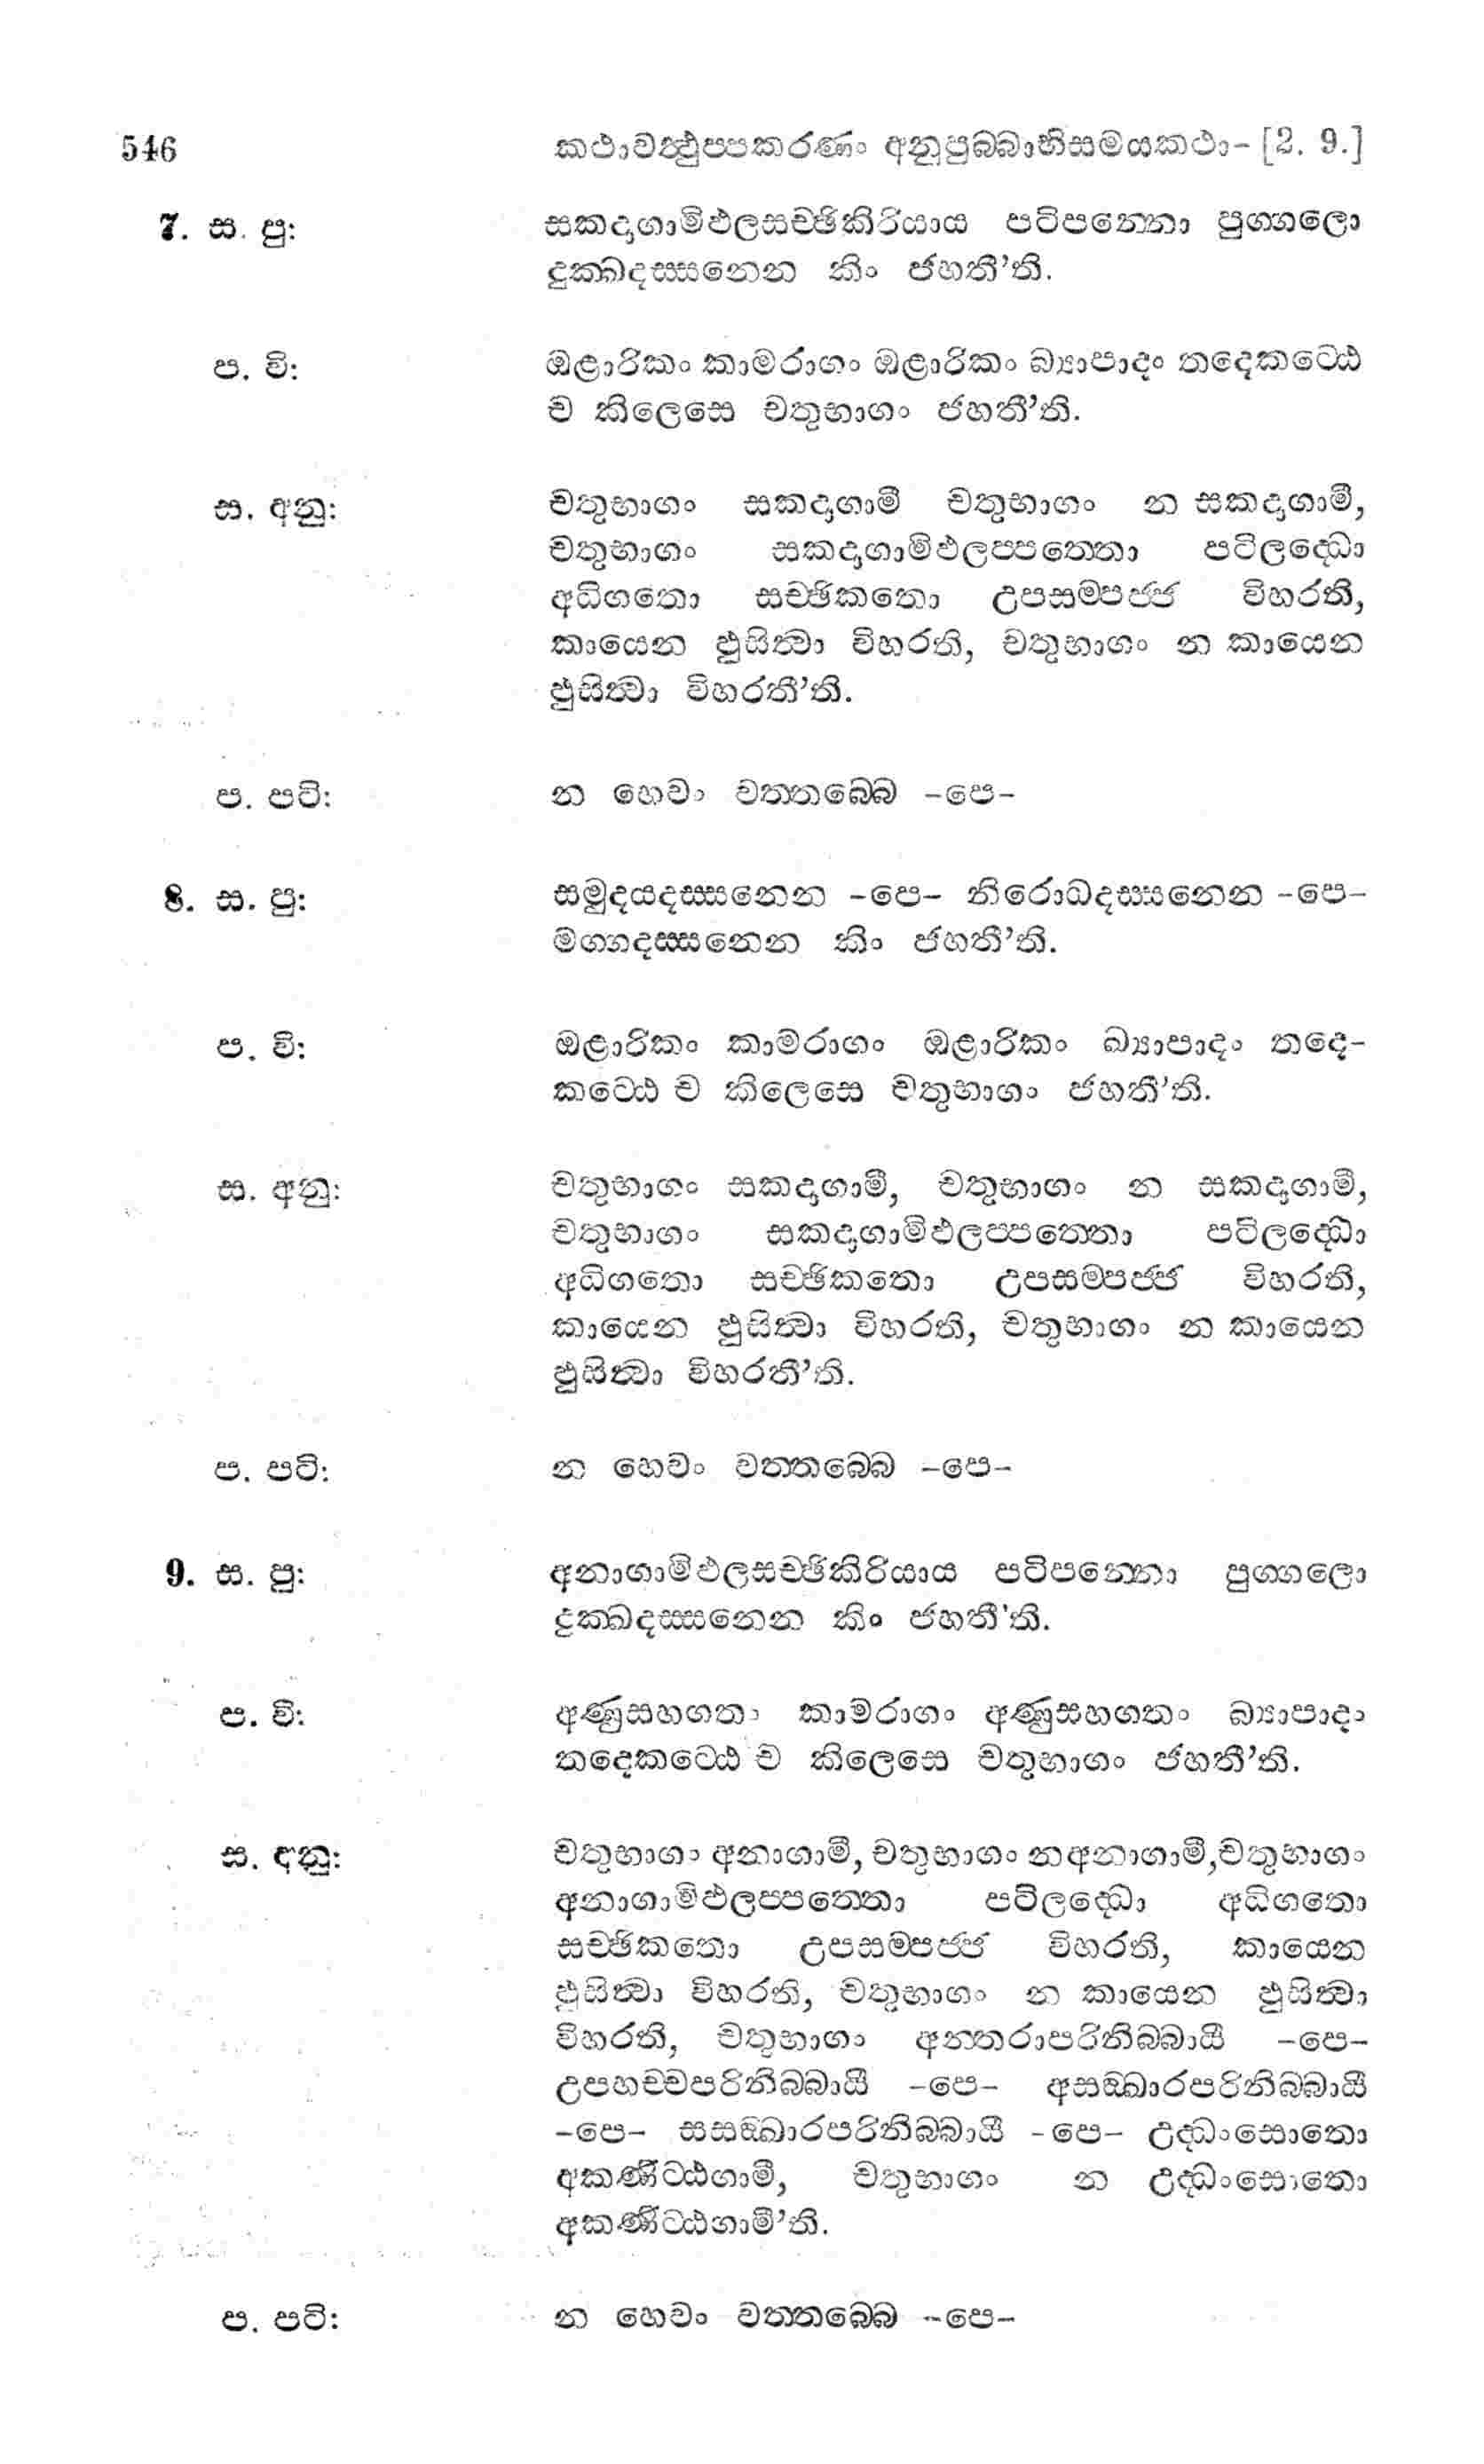 546 කථාවත්ථුප්පකරණං අනුපුබ්බාභිසමයකථා- [2. 9.]
7. ස. පු: සකදාගාමිඵලසච්ඡිකිරියාය පටිපන්නො පුග්ගලො
දුක්ඛදස්සනෙන කිං ජහතී'ති.
ප. වි: ඔළාරිකං කාමරාගං ඔළාරිකං බ්‍යාපාදං තදෙකට්ඨෙ
ච කිලෙසෙ චතුභාගං ජහතී'ති.
ස. අනු: චතුභාගං සකදාගාමී චතුභාගං න සකදාගාමී,
චතුභාගං සකදාගාමිඵලප්පත්තො පටිලද්ධො
අධිගතො සච්ඡිකතො උපසම්පජ්ජ විහරති,
කායෙන ඵුසිත්වා විහරති, චතුභාගං න කායෙන
ඵුසිත්වා විහරතී'ති.
ප. පටි: න හෙවං වත්තබ්බෙ -පෙ-
8. ස. පු: සමුදයදස්සනෙන -පෙ- නිරොධදස්සනෙන -පෙ-
මග්ගදස්සනෙන කිං ජහතී'ති.
ප. වි: ඔළාරිකං කාමරාගං ඔළාරිකං බ්‍යාපාදං තදෙ-
කට්ඨෙ ච කිලෙසෙ චතුභාගං ජහතී'ති.
ස. අනු: චතුභාගං සකදාගාමී, චතුභාගං න සකදාගාමී,
චතුභාගං සකදාගාමිඵලප්පත්තො පටිලද්ධො
අධිගතො සච්ඡිකතො උපසම්පජ්ජ විහරති,
කායෙන ඵුසිත්වා විහරති, චතුභාගං න කායෙන
ඵුසිත්වා විහරතී'ති.
ප. පටි: න හෙවං වත්තබ්බෙ -පෙ-
9. ස. පු: අනාගාමිඵලසච්ඡිකිරියාය පටිපන්නො පුග්ගලො
දුක්ඛදස්සනෙන කිං ජහතී'ති.
ප. වි: අණුසහගතං කාමරාගං අණුසහගතං බ්‍යාපාදං
තදෙකට්ඨෙ ච කිලෙසෙ චතුභාගං ජහතී'ති.
ස. අනු: චතුභාගං අනාගාමී, චතුභාගං න අනාගාමී, චතුභාගං
අනාගාමිඵලප්පත්තො පටිලද්ධො අධිගතො
සච්ඡිකතො උපසම්පජ්ජ විහරති, කායෙන
ඵුසිත්වා විහරති, චතුභාගං න කායෙන ඵුසිත්වා
විහරති, චතුභාගං අන්තරාපරිනිබ්බායී -පෙ-
උපහච්චපරිනිබ්බායී -පෙ- අසඞ්ඛාරපරිනිබ්බායී
-පෙ- සසඞ්ඛාරපරිනිබ්බායී -පෙ- උද්ධංසොතො
අකණිට්ඨගාමී, චතුභාගං න උද්ධංසොතො
අකණිට්ඨගාමී'ති.
ප. පටි: න හෙවං වත්තබ්බෙ -පෙ-